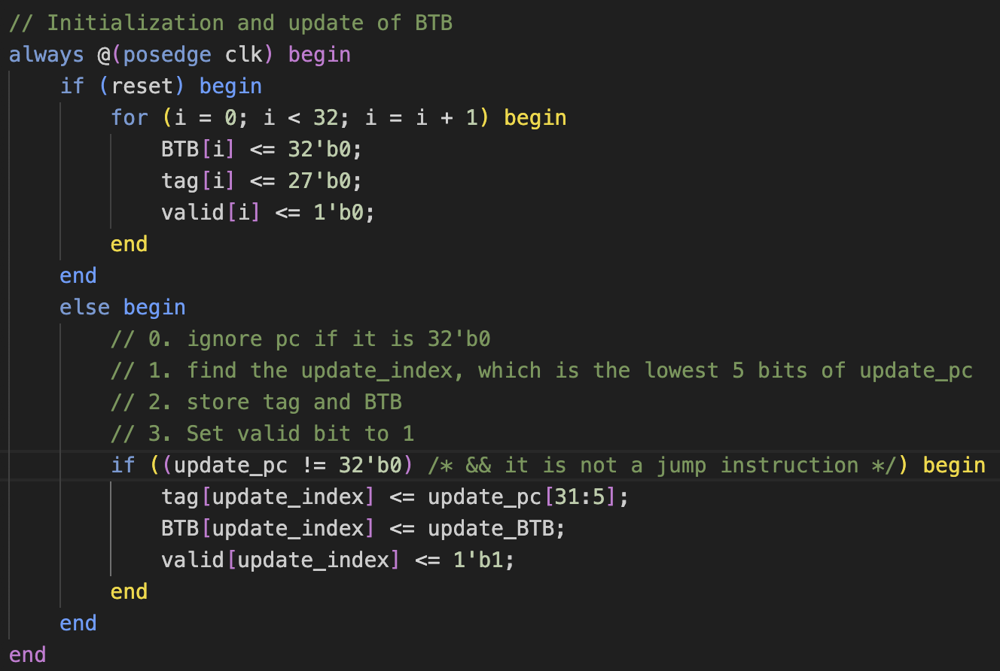 // Initialization and update of BTB
always @(posedge clk) begin
    if (reset) begin
        for (i = 0; i < 32; i = i + 1) begin
            BTB[i] <= 32'b0;
            tag[i] <= 27'b0;
            valid[i] <= 1'b0;
        end
    end
    else begin
        // 0. ignore pc if it is 32'b0
        // 1. find the update_index, which is the lowest 5 bits of update_pc
        // 2. store tag and BTB
        // 3. Set valid bit to 1
        if ((update_pc != 32'b0) /* && it is not a jump instruction */) begin
            tag[update_index] <= update_pc[31:5];
            BTB[update_index] <= update_BTB;
            valid[update_index] <= 1'b1;
        end
    end
end